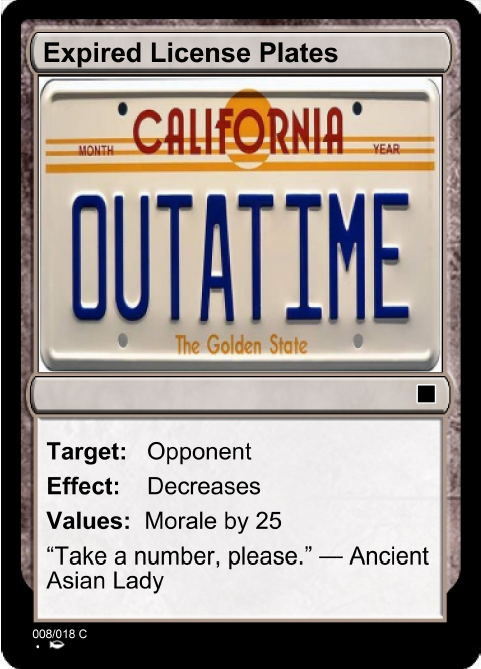 Expired License Plates
CALIFORNIA
MONTH YEAR
OUTATIME
The Golden State
Target: Opponent
Effect: Decreases
Values: Morale by 25
“Take a number, please.” — Ancient
Asian Lady
008/018 C